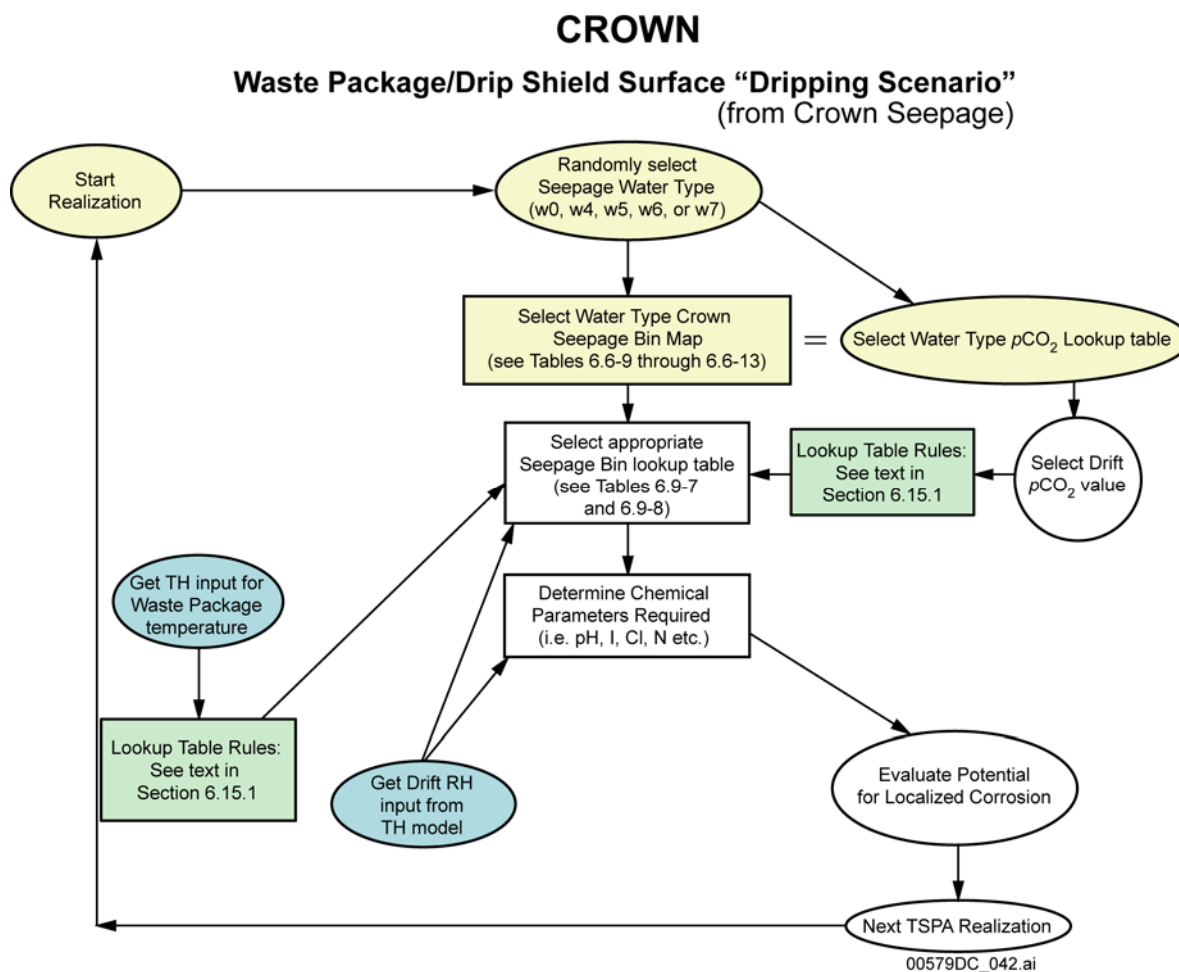 CROWN
Waste Package/Drip Shield Surface “Dripping Scenario”
(from Crown Seepage)
Start
Realization
Randomly select
Seepage Water Type
(w0, w4, w5, w6, or w7)
Select Water Type Crown
Seepage Bin Map
(see Tables 6.6-9 through 6.6-13)
=
Select Water Type pCO₂ Lookup table
Select appropriate
Seepage Bin lookup table
(see Tables 6.9-7
and 6.9-8)
Lookup Table Rules:
See text in
Section 6.15.1
Select Drift
pCO₂ value
Get TH input for
Waste Package
temperature
Determine Chemical
Parameters Required
(i.e. pH, I, Cl, N etc.)
Lookup Table Rules:
See text in
Section 6.15.1
Get Drift RH
input from
TH model
Evaluate Potential
for Localized Corrosion
Next TSPA Realization
00579DC_042.ai